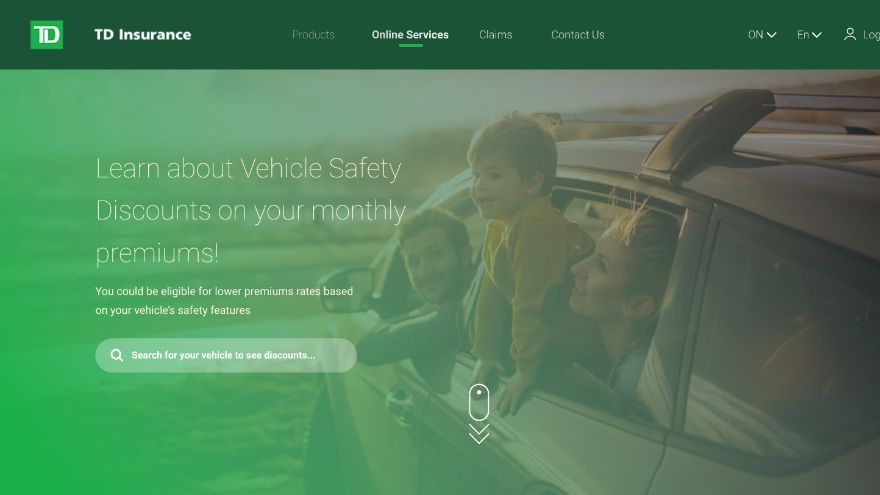 TD
TD Insurance
Products
Online Services
Claims
Contact Us
ON
En
Log
Learn about Vehicle Safety
Discounts on your monthly
premiums!
You could be eligible for lower premiums rates based
on your vehicle's safety features
Search for your vehicle to see discounts...